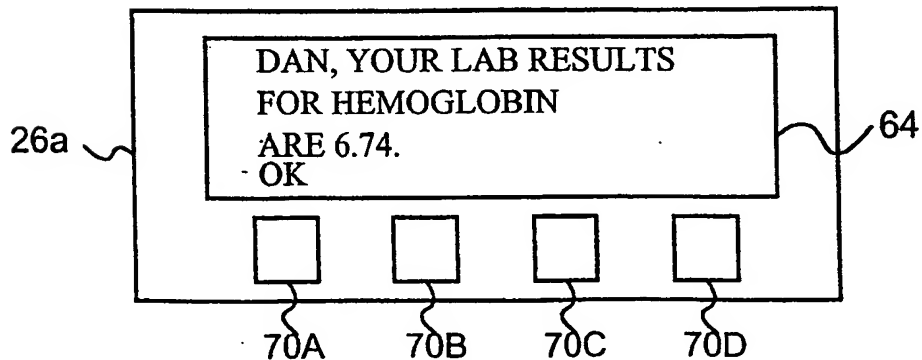 DAN, YOUR LAB RESULTS
FOR HEMOGLOBIN
ARE 6.74.
OK
26a
64
70A 70B 70C 70D